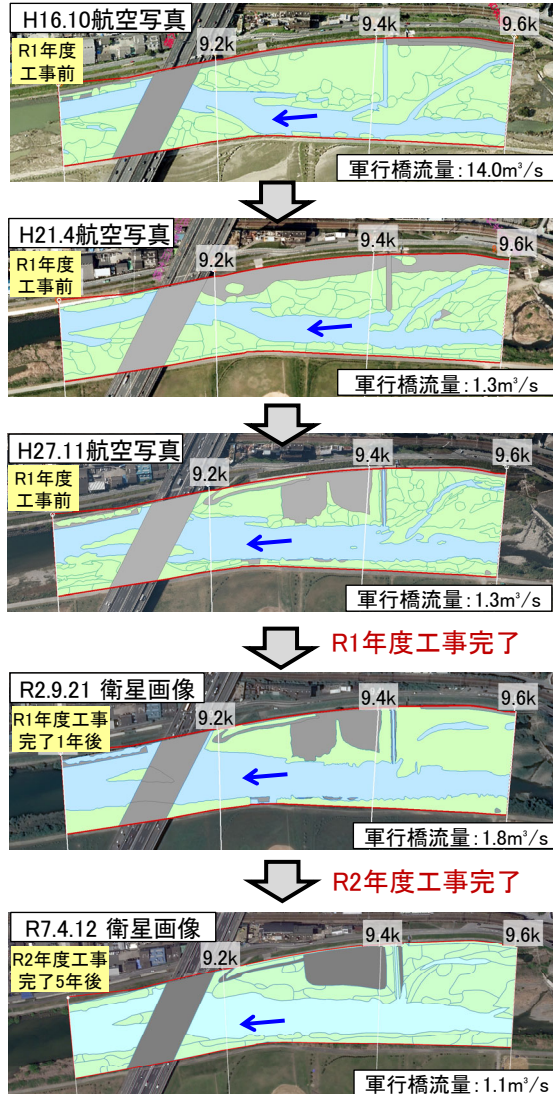 H16.10航空写真
R1年度
工事前
9.2k
9.4k
9.6k
軍行橋流量:14.0m³/s
H21.4航空写真
R1年度
工事前
9.2k
9.4k
9.6k
軍行橋流量:1.3m³/s
H27.11航空写真
R1年度
工事前
9.2k
9.4k
9.6k
軍行橋流量:1.3m³/s
R1年度工事完了
R2.9.21 衛星画像
R1年度工事
完了1年後
9.2k
9.4k
9.6k
軍行橋流量:1.8m³/s
R2年度工事完了
R7.4.12 衛星画像
R2年度工事
完了5年後
9.2k
9.4k
9.6k
軍行橋流量:1.1m³/s